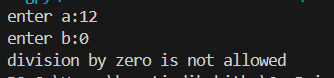 enter a:12
enter b:0
division by zero is not allowed